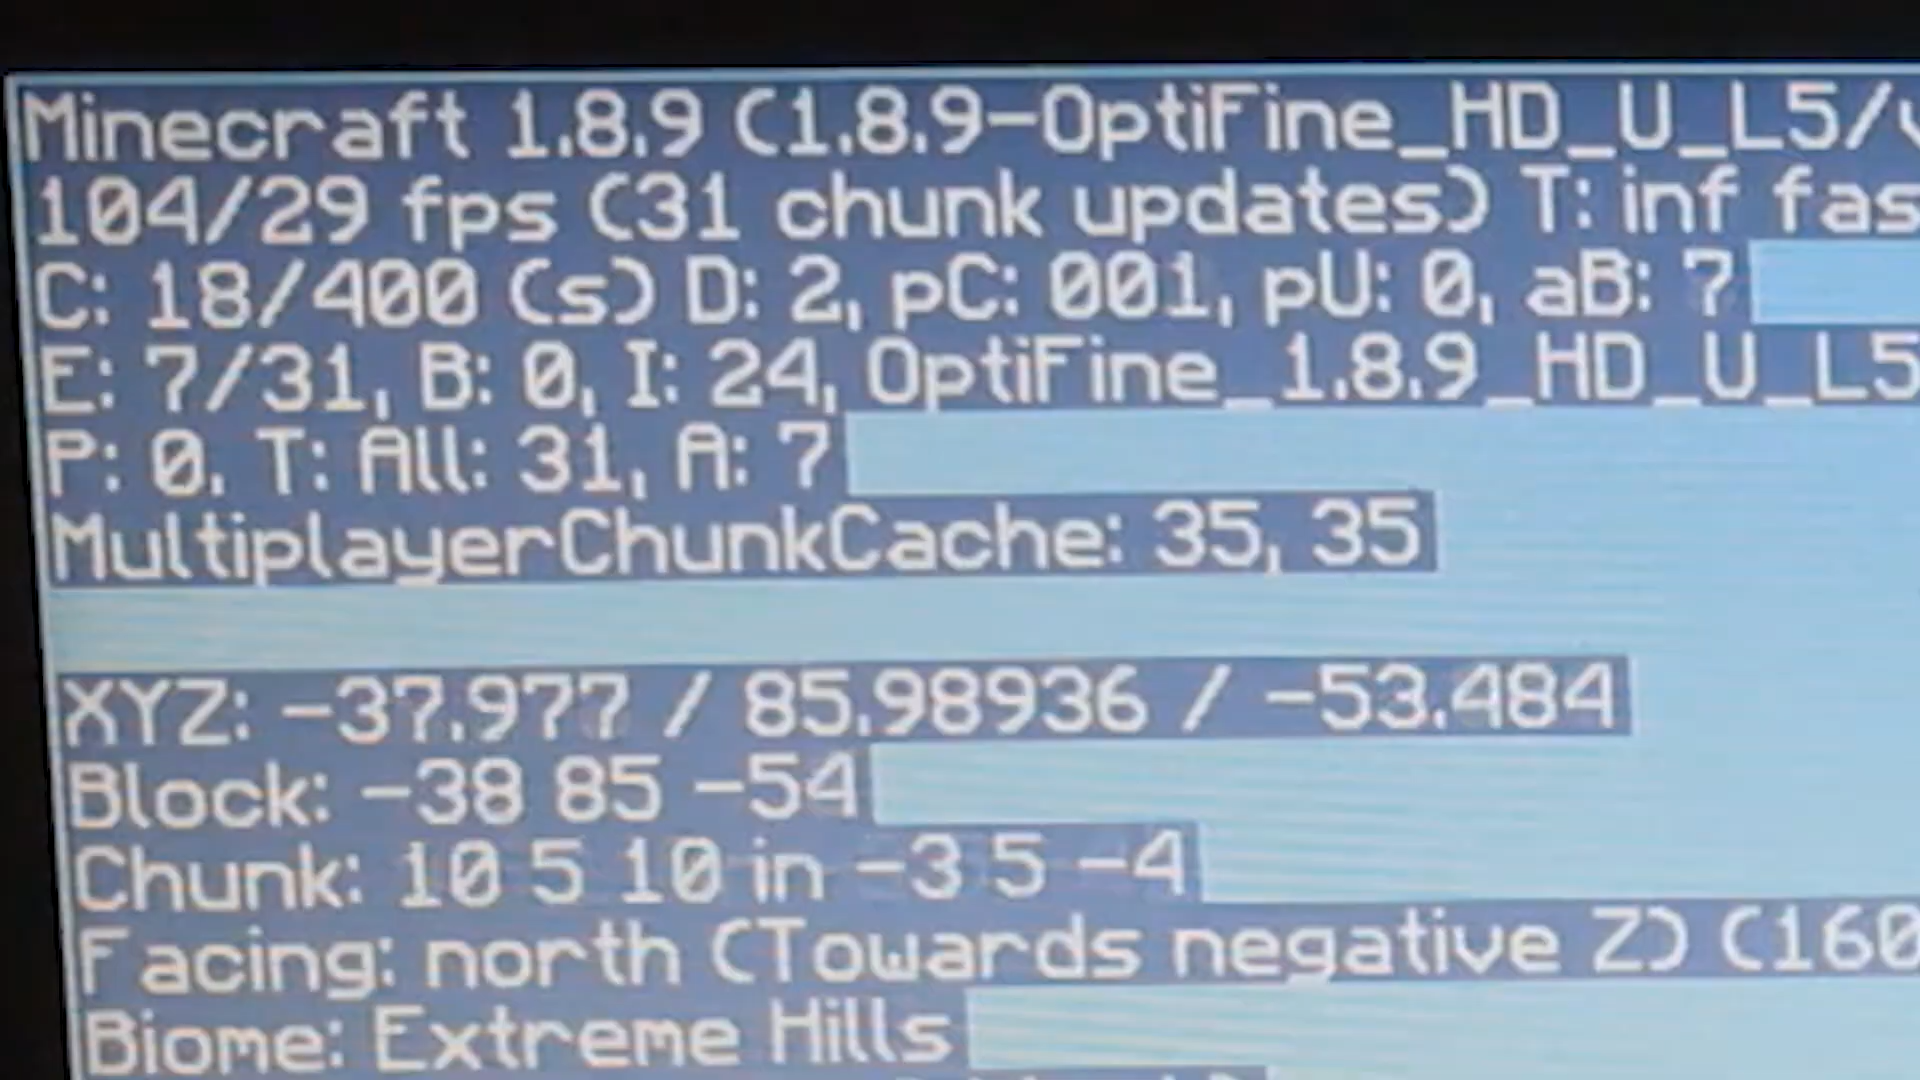 Minecraft 1.8.9 (1.8.9-OptiFine_HD_U_L5/v
104/29 fps (31 chunk updates) T: inf fas
C: 18/400 (s) D: 2, pC: 001, pU: 0, aB: 7
E: 7/31, B: 0, I: 24, OptiFine_1.8.9_HD_U_L5
P: 0. T: All: 31, A: 7
MultiplayerChunkCache: 35, 35
XYZ: -37.977 / 85.98936 / -53.484
Block: -38 85 -54
Chunk: 10 5 10 in -3 5 -4
Facing: north (Towards negative Z) (160
Biome: Extreme Hills